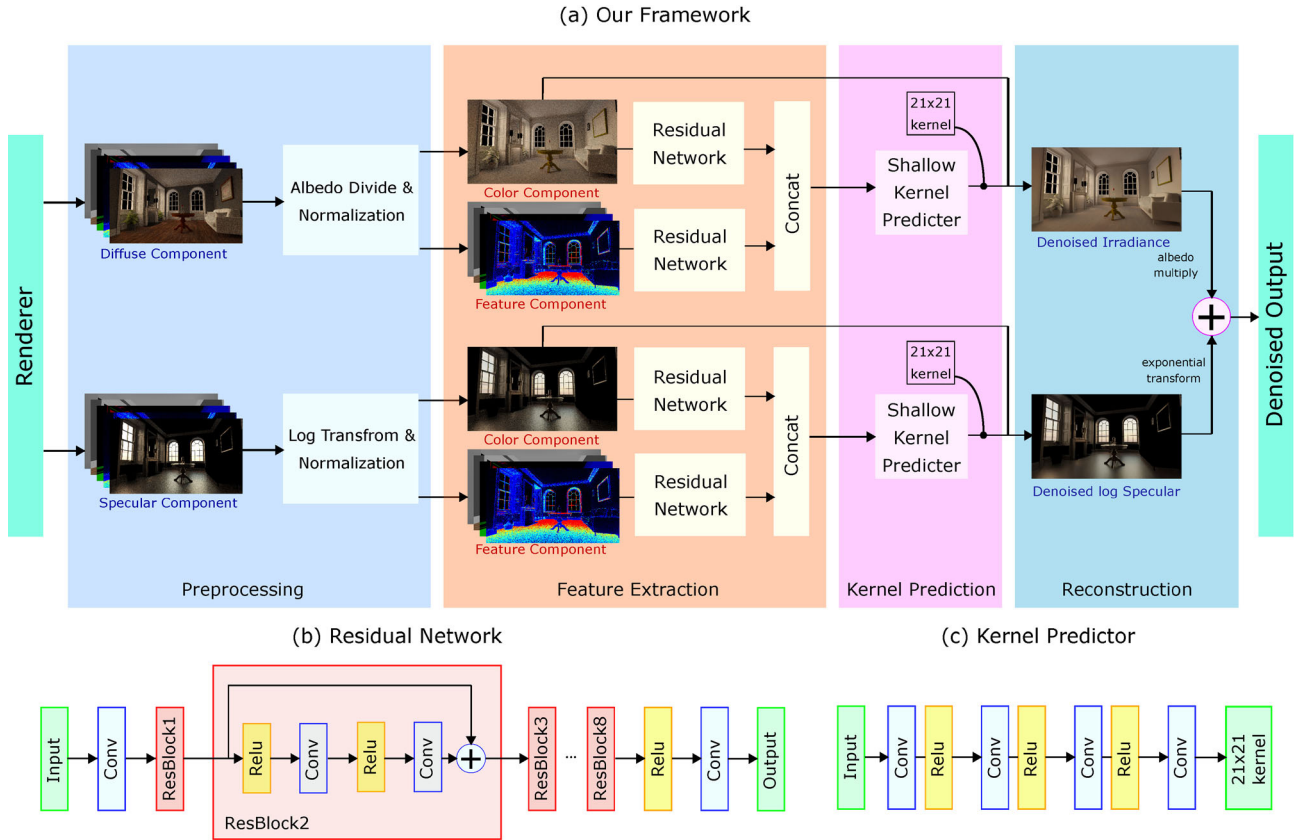 (a) Our Framework
Renderer
Diffuse Component
Albedo Divide &
Normalization
Color Component
Feature Component
Residual
Network
Residual
Network
Concat
21x21
kernel
Shallow
Kernel
Predicter
Denoised Irradiance
albedo
multiply
Specular Component
Log Transfrom &
Normalization
Color Component
Feature Component
Residual
Network
Residual
Network
Concat
21x21
kernel
Shallow
Kernel
Predicter
Denoised log Specular
exponential
transform
Denoised Output
Preprocessing
Feature Extraction
Kernel Prediction
Reconstruction
(b) Residual Network
Input
Conv
ResBlock1
Relu
Conv
Relu
Conv
ResBlock2
ResBlock3
...
ResBlock8
Relu
Conv
Output
(c) Kernel Predictor
Input
Conv
Relu
Conv
Relu
Conv
Relu
Conv
21x21
kernel